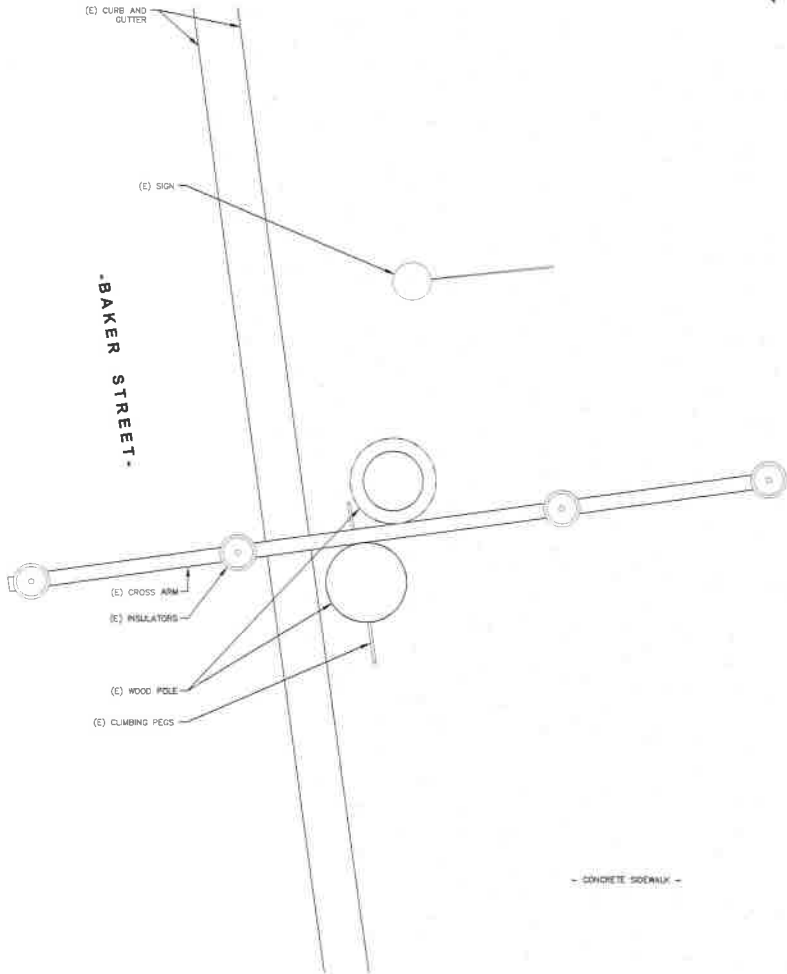 (E) CURB AND
GUTTER
(E) SIGN
-BAKER STREET-
(E) CROSS ARM
(E) INSULATORS
(E) WOOD POLE
(E) CLIMBING PEGS
- CONCRETE SIDEWALK -